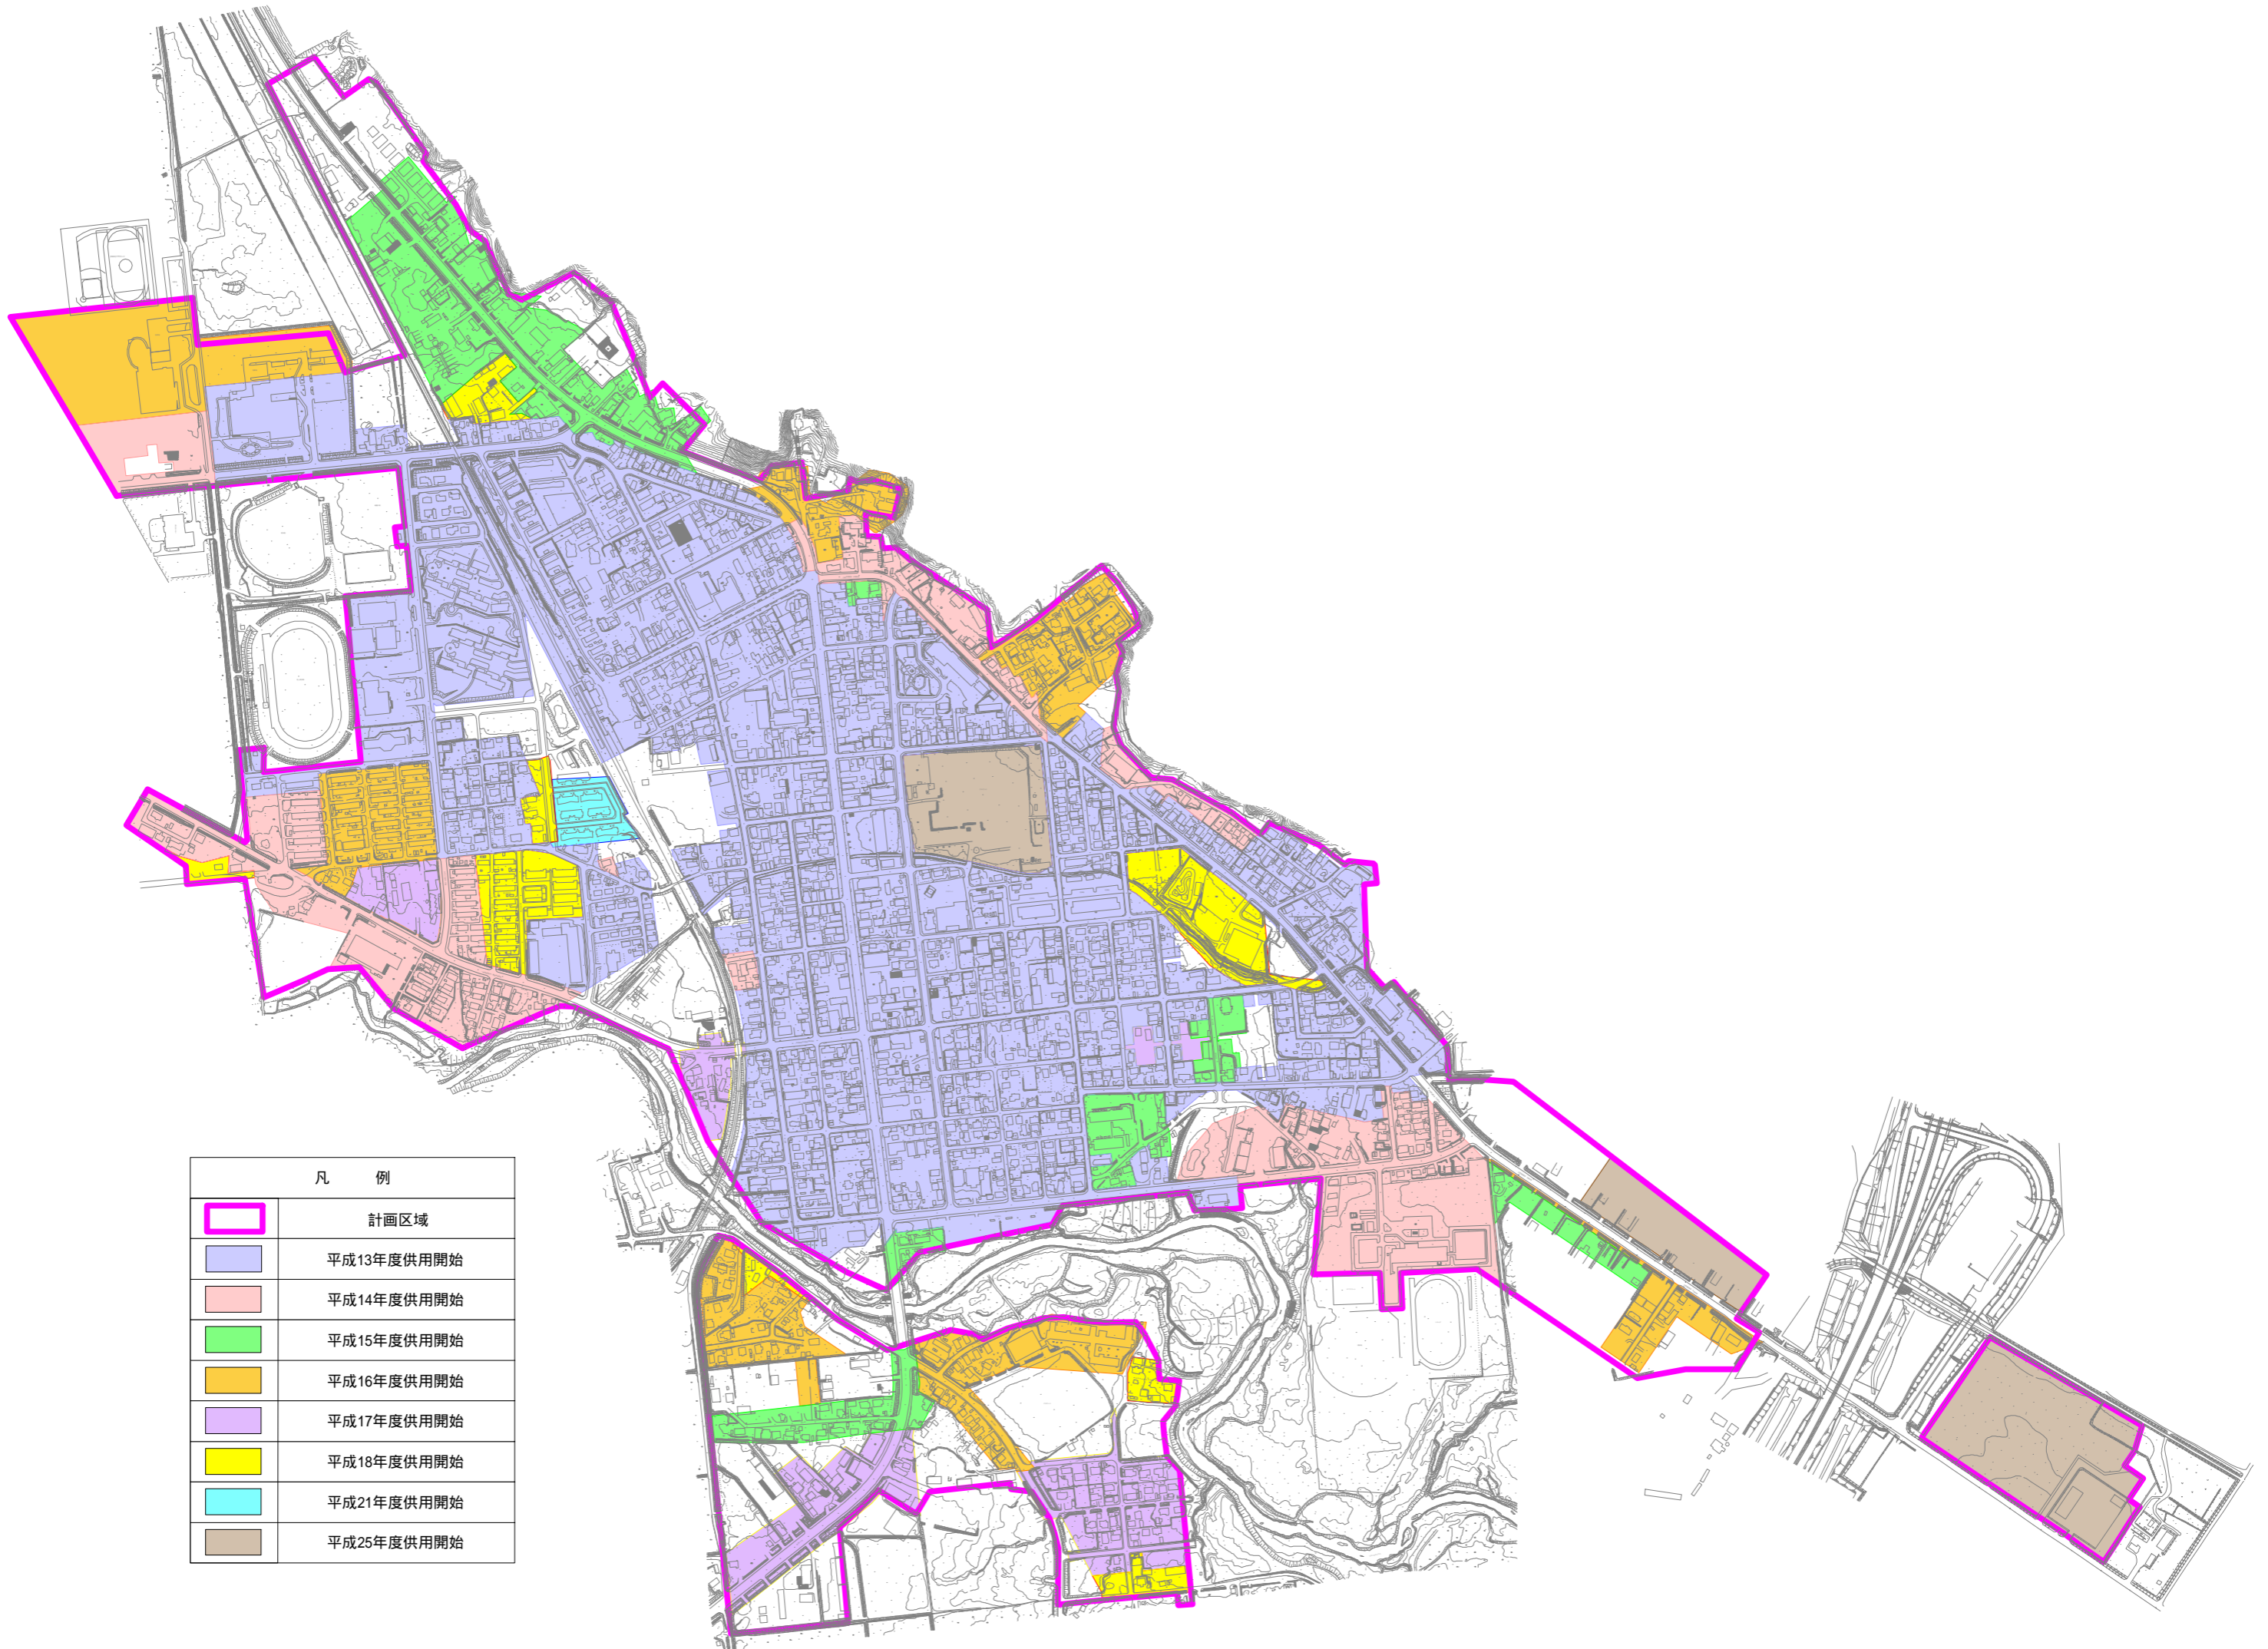 凡 例
計画区域
平成13年度供用開始
平成14年度供用開始
平成15年度供用開始
平成16年度供用開始
平成17年度供用開始
平成18年度供用開始
平成21年度供用開始
平成25年度供用開始